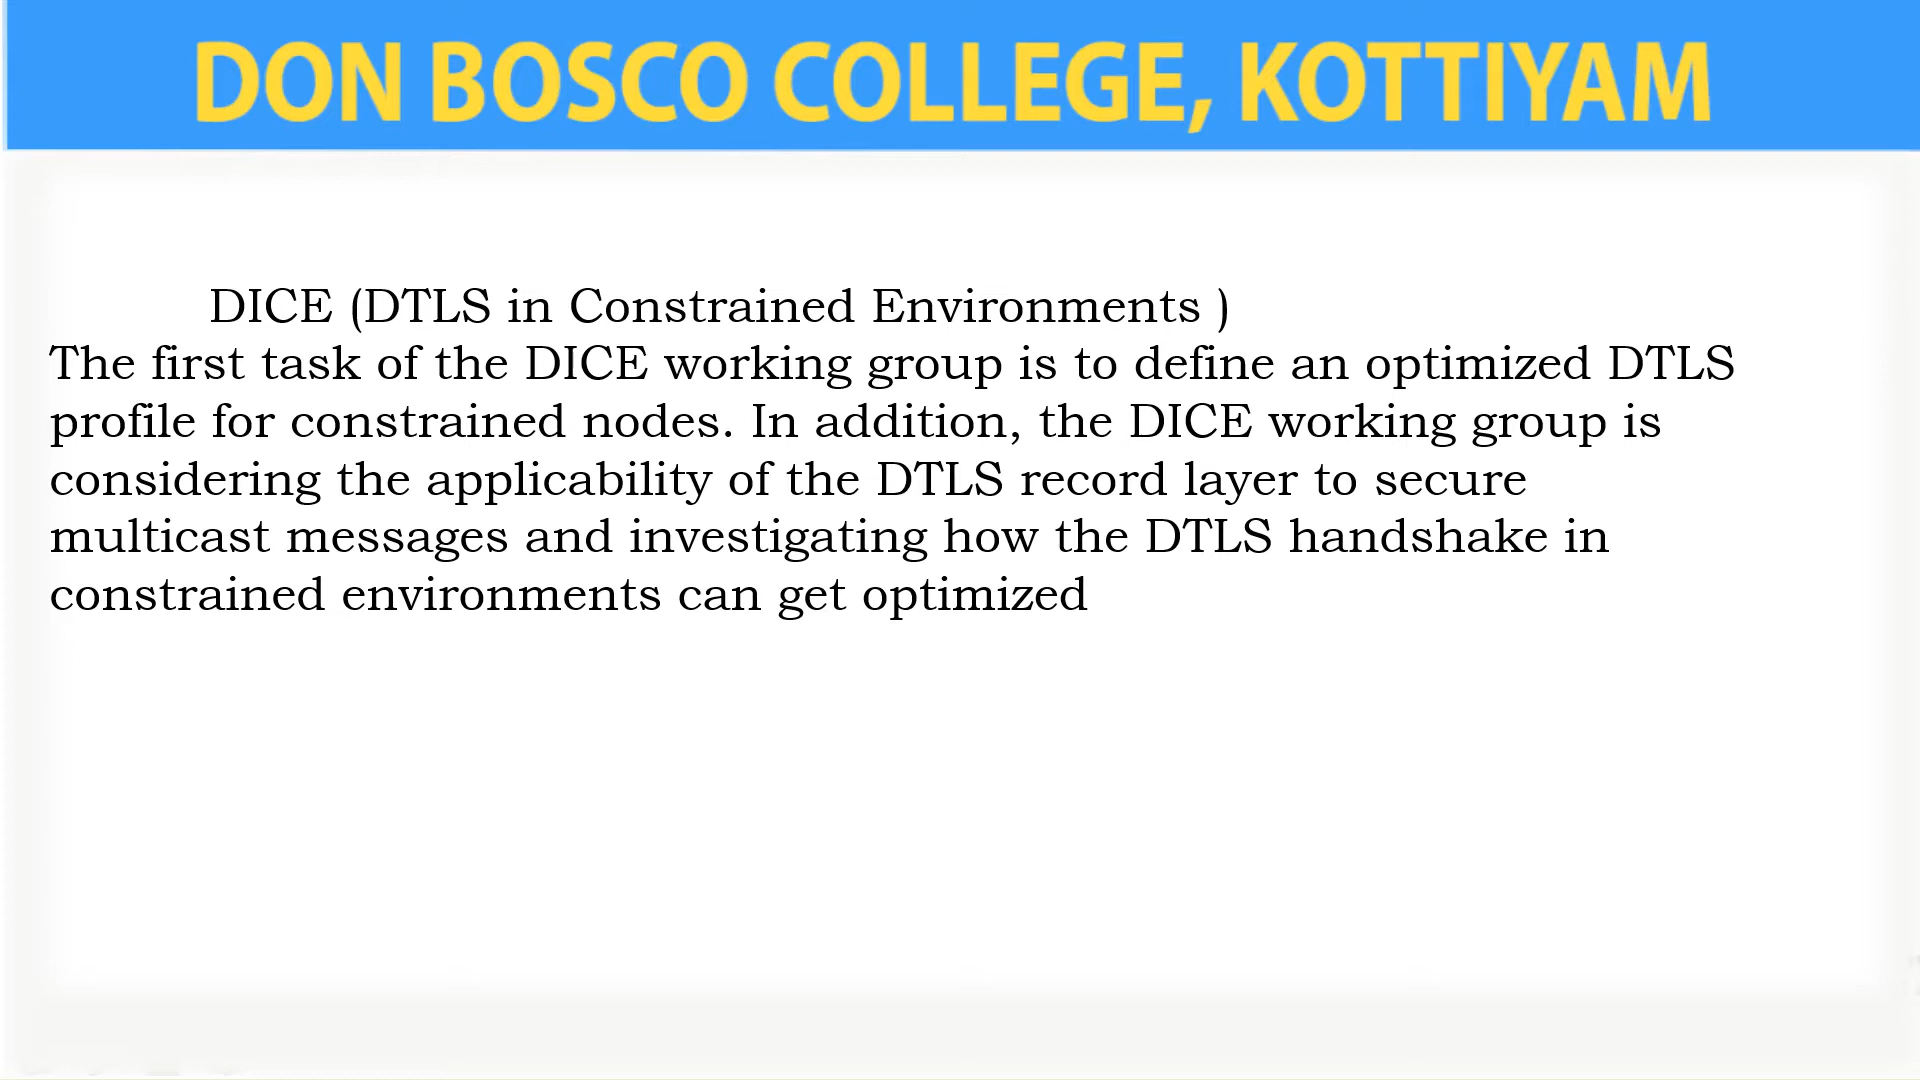 DON BOSCO COLLEGE, KOTTIYAM
DICE (DTLS in Constrained Environments )
The first task of the DICE working group is to define an optimized DTLS
profile for constrained nodes. In addition, the DICE working group is
considering the applicability of the DTLS record layer to secure
multicast messages and investigating how the DTLS handshake in
constrained environments can get optimized